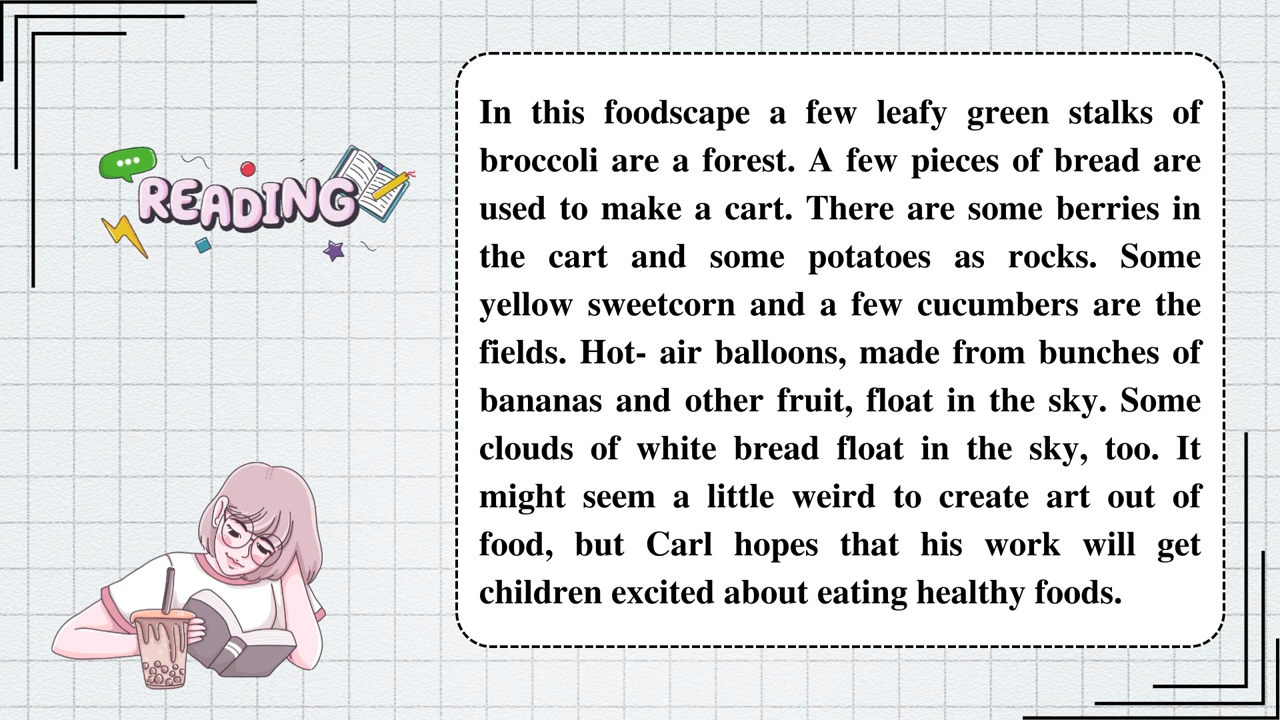 READING
In this foodscape a few leafy green stalks of
broccoli are a forest. A few pieces of bread are
used to make a cart. There are some berries in
the cart and some potatoes as rocks. Some
yellow sweetcorn and a few cucumbers are the
fields. Hot- air balloons, made from bunches of
bananas and other fruit, float in the sky. Some
clouds of white bread float in the sky, too. It
might seem a little weird to create art out of
food, but Carl hopes that his work will get
children excited about eating healthy foods.